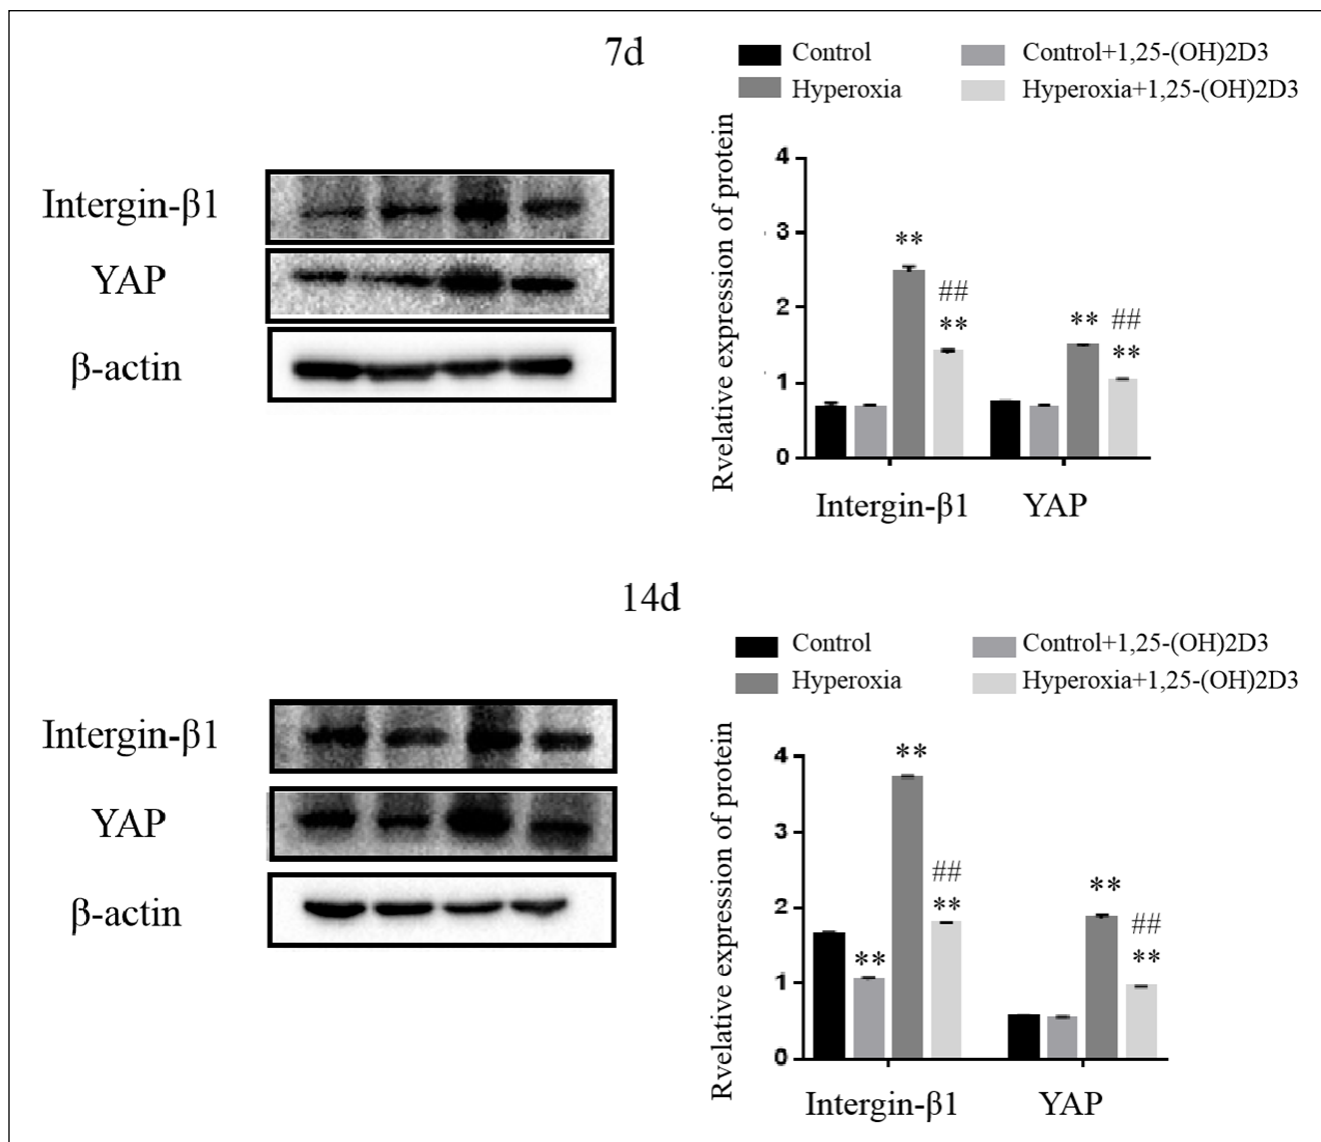 7d
Control
Control+1,25-(OH)2D3
Hyperoxia
Hyperoxia+1,25-(OH)2D3
Intergin-β1
YAP
β-actin
Rvelative expression of protein
4
3
2
1
0
**
##
**
**
##
**
Intergin-β1
YAP
14d
Control
Control+1,25-(OH)2D3
Hyperoxia
Hyperoxia+1,25-(OH)2D3
Intergin-β1
YAP
β-actin
Rvelative expression of protein
4
3
2
1
0
**
**
##
**
**
##
**
Intergin-β1
YAP